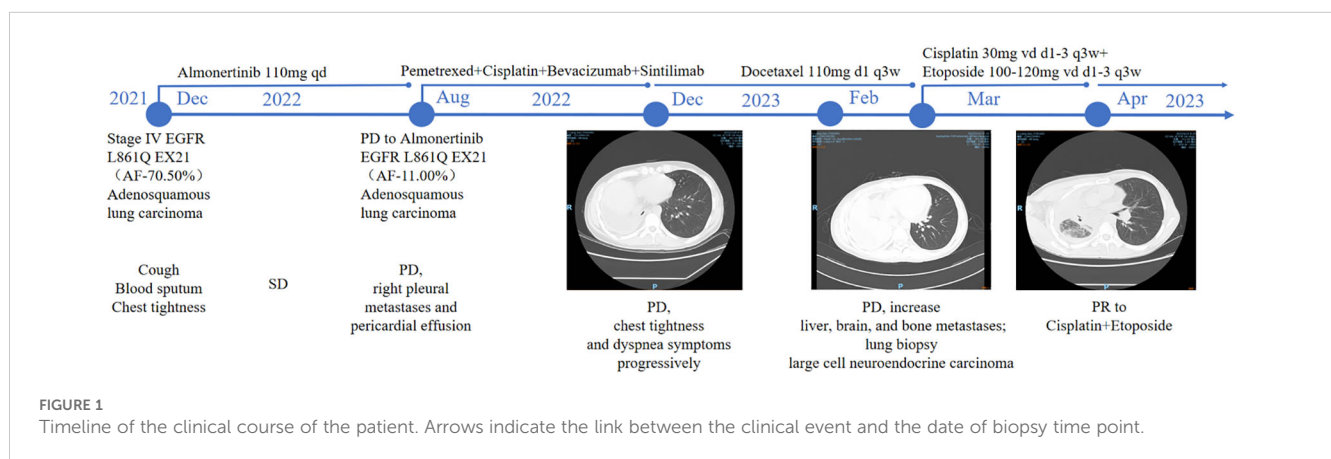 Cisplatin 30mg vd d1-3 q3w+
Almonertinib 110mg qd
Pemetrexed+Cisplatin+Bevacizumab+Sintilimab
Docetaxel 110mg d1 q3w
Etoposide 100-120mg vd d1-3 q3w
2021 Dec 2022 Aug 2022 Dec 2023 Feb Mar Apr 2023
Stage IV EGFR
L861Q EX21
（AF-70.50%）
Adenosquamous
lung carcinoma
PD to Almonertinib
EGFR L861Q EX21
（AF-11.00%）
Adenosquamous
lung carcinoma
R
P
R
P
R
P
Cough
Blood sputum
Chest tightness
SD
PD,
right pleural
metastases and
pericardial effusion
PD,
chest tightness
and dyspnea symptoms
progressively
PD, increase
liver, brain, and bone metastases;
lung biopsy
large cell neuroendocrine carcinoma
PR to
Cisplatin+Etoposide
FIGURE 1
Timeline of the clinical course of the patient. Arrows indicate the link between the clinical event and the date of biopsy time point.